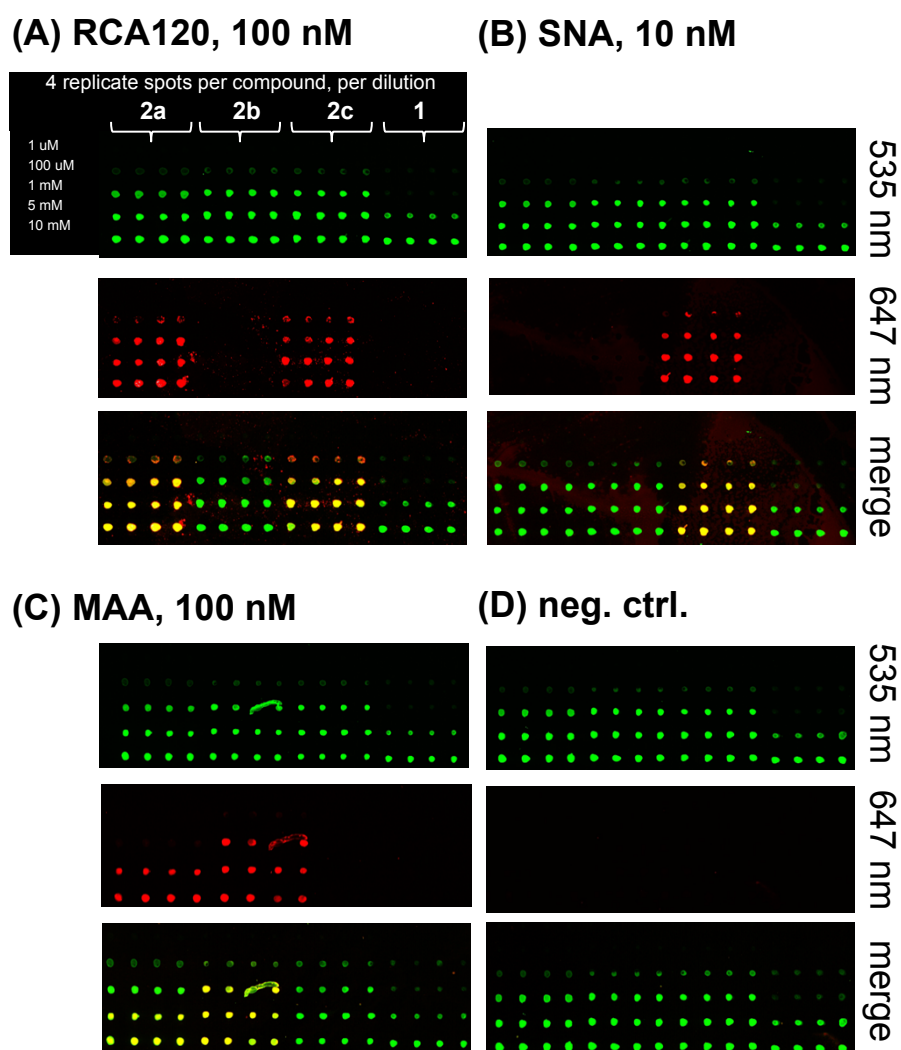 (A) RCA120, 100 nM
(B) SNA, 10 nM
4 replicate spots per compound, per dilution
2a 2b 2c 1
1 uM
100 uM
1 mM
5 mM
10 mM
535 nm
647 nm
merge
(C) MAA, 100 nM
(D) neg. ctrl.
535 nm
647 nm
merge